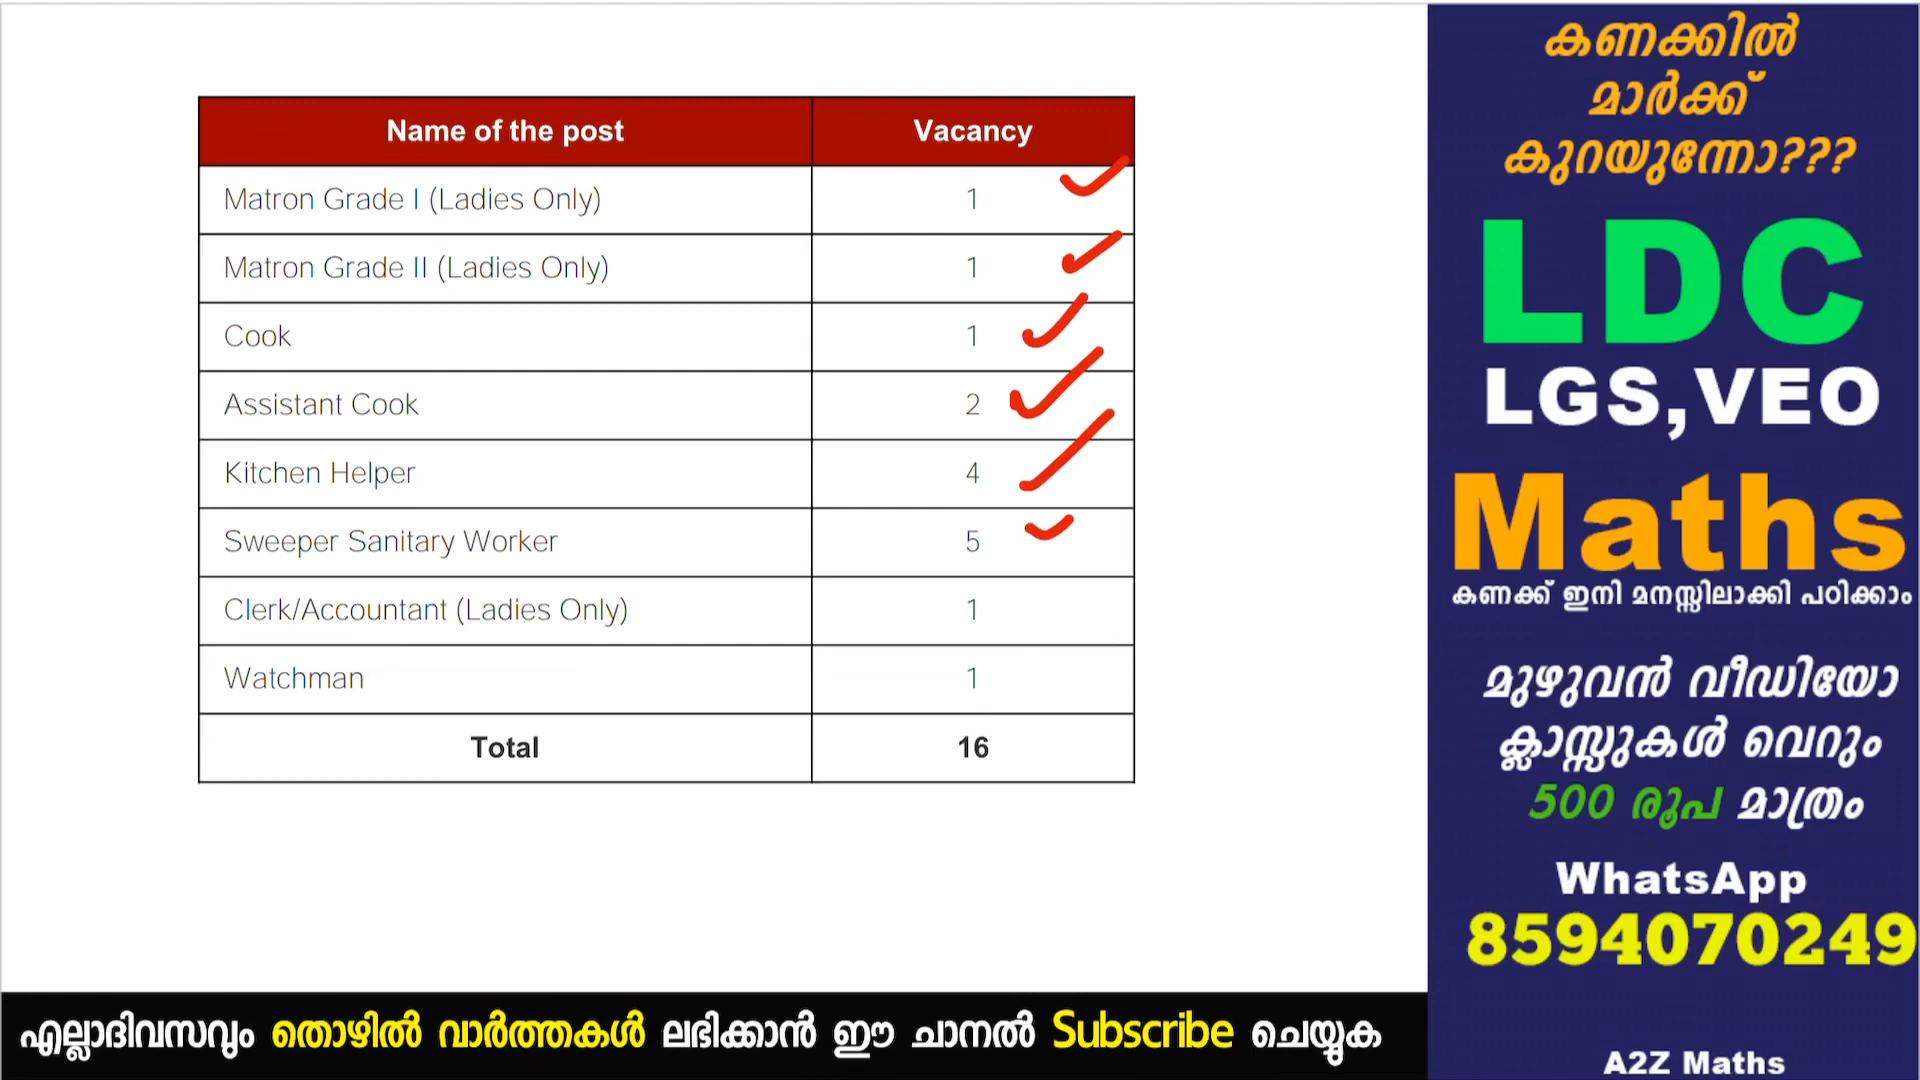 Name of the post Vacancy
Matron Grade I (Ladies Only) 1
Matron Grade II (Ladies Only) 1
Cook 1
Assistant Cook 2
Kitchen Helper 4
Sweeper Sanitary Worker 5
Clerk/Accountant (Ladies Only) 1
Watchman 1
Total 16
കണക്കിൽ
മാർക്ക്
കുറയുന്നോ???
LDC
LGS,VEO
Maths
കണക്ക് ഇനി മനസ്സിലാക്കി പഠിക്കാം
മുഴുവൻ വീഡിയോ
ക്ലാസ്സുകൾ വെറും
500 രൂപ മാത്രം
WhatsApp
8594070249
A2Z Maths
എല്ലാദിവസവും തൊഴിൽ വാർത്തകൾ ലഭിക്കാൻ ഈ ചാനൽ Subscribe ചെയ്യുക